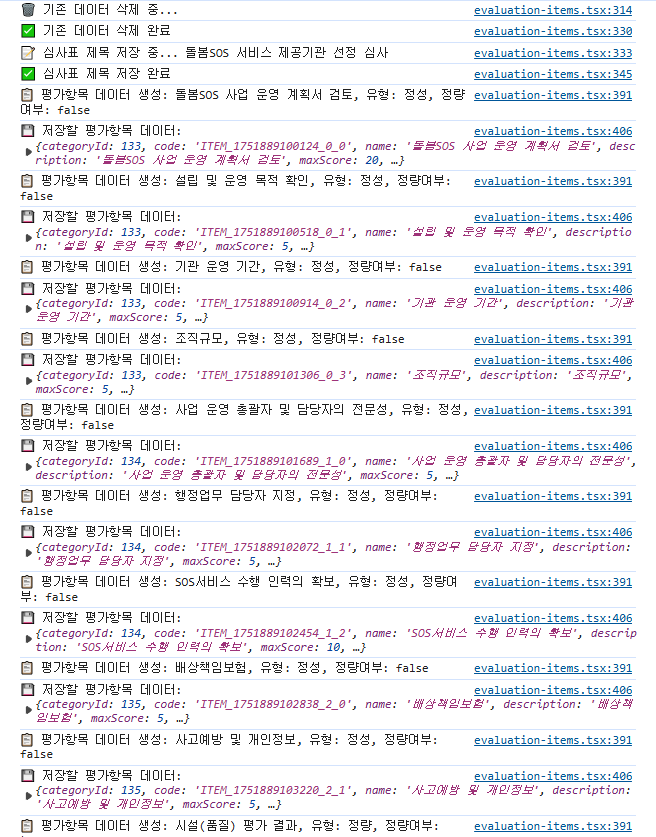 🗑️ 기존 데이터 삭제 중... evaluation-items.tsx:314
✅ 기존 데이터 삭제 완료 evaluation-items.tsx:330
📝 심사표 제목 저장 중... 돌봄SOS 서비스 제공기관 선정 심사 evaluation-items.tsx:333
✅ 심사표 제목 저장 완료 evaluation-items.tsx:345
📋 평가항목 데이터 생성: 돌봄SOS 사업 운영 계획서 검토, 유형: 정성, 정량 evaluation-items.tsx:391
여부: false
💾 저장할 평가항목 데이터: evaluation-items.tsx:406
▶ {categoryId: 133, code: 'ITEM_1751889100124_0_0', name: '돌봄SOS 사업 운영 계획서 검토', desc
ription: '돌봄SOS 사업 운영 계획서 검토', maxScore: 20, …}
📋 평가항목 데이터 생성: 설립 및 운영 목적 확인, 유형: 정성, 정량여부: evaluation-items.tsx:391
false
💾 저장할 평가항목 데이터: evaluation-items.tsx:406
▶ {categoryId: 133, code: 'ITEM_1751889100518_0_1', name: '설립 및 운영 목적 확인', descriptio
n: '설립 및 운영 목적 확인', maxScore: 5, …}
📋 평가항목 데이터 생성: 기관 운영 기간, 유형: 정성, 정량여부: false evaluation-items.tsx:391
💾 저장할 평가항목 데이터: evaluation-items.tsx:406
▶ {categoryId: 133, code: 'ITEM_1751889100914_0_2', name: '기관 운영 기간', description: '기관
운영 기간', maxScore: 5, …}
📋 평가항목 데이터 생성: 조직규모, 유형: 정성, 정량여부: false evaluation-items.tsx:391
💾 저장할 평가항목 데이터: evaluation-items.tsx:406
▶ {categoryId: 133, code: 'ITEM_1751889101306_0_3', name: '조직규모', description: '조직규모',
maxScore: 5, …}
📋 평가항목 데이터 생성: 사업 운영 총괄자 및 담당자의 전문성, 유형: 정성, evaluation-items.tsx:391
정량여부: false
💾 저장할 평가항목 데이터: evaluation-items.tsx:406
▶ {categoryId: 134, code: 'ITEM_1751889101689_1_0', name: '사업 운영 총괄자 및 담당자의 전문성',
description: '사업 운영 총괄자 및 담당자의 전문성', maxScore: 5, …}
📋 평가항목 데이터 생성: 행정업무 담당자 지정, 유형: 정성, 정량여부: evaluation-items.tsx:391
false
💾 저장할 평가항목 데이터: evaluation-items.tsx:406
▶ {categoryId: 134, code: 'ITEM_1751889102072_1_1', name: '행정업무 담당자 지정', description:
'행정업무 담당자 지정', maxScore: 5, …}
📋 평가항목 데이터 생성: SOS서비스 수행 인력의 확보, 유형: 정성, 정량여 evaluation-items.tsx:391
부: false
💾 저장할 평가항목 데이터: evaluation-items.tsx:406
▶ {categoryId: 134, code: 'ITEM_1751889102454_1_2', name: 'SOS서비스 수행 인력의 확보', descrip
tion: 'SOS서비스 수행 인력의 확보', maxScore: 10, …}
📋 평가항목 데이터 생성: 배상책임보험, 유형: 정성, 정량여부: false evaluation-items.tsx:391
💾 저장할 평가항목 데이터: evaluation-items.tsx:406
▶ {categoryId: 135, code: 'ITEM_1751889102838_2_0', name: '배상책임보험', description: '배상책
임보험', maxScore: 5, …}
📋 평가항목 데이터 생성: 사고예방 및 개인정보, 유형: 정성, 정량여부: evaluation-items.tsx:391
false
💾 저장할 평가항목 데이터: evaluation-items.tsx:406
▶ {categoryId: 135, code: 'ITEM_1751889103220_2_1', name: '사고예방 및 개인정보', description:
'사고예방 및 개인정보', maxScore: 5, …}
📋 평가항목 데이터 생성: 시설(품질) 평가 결과, 유형: 정량, 정량여부: evaluation-items.tsx:391